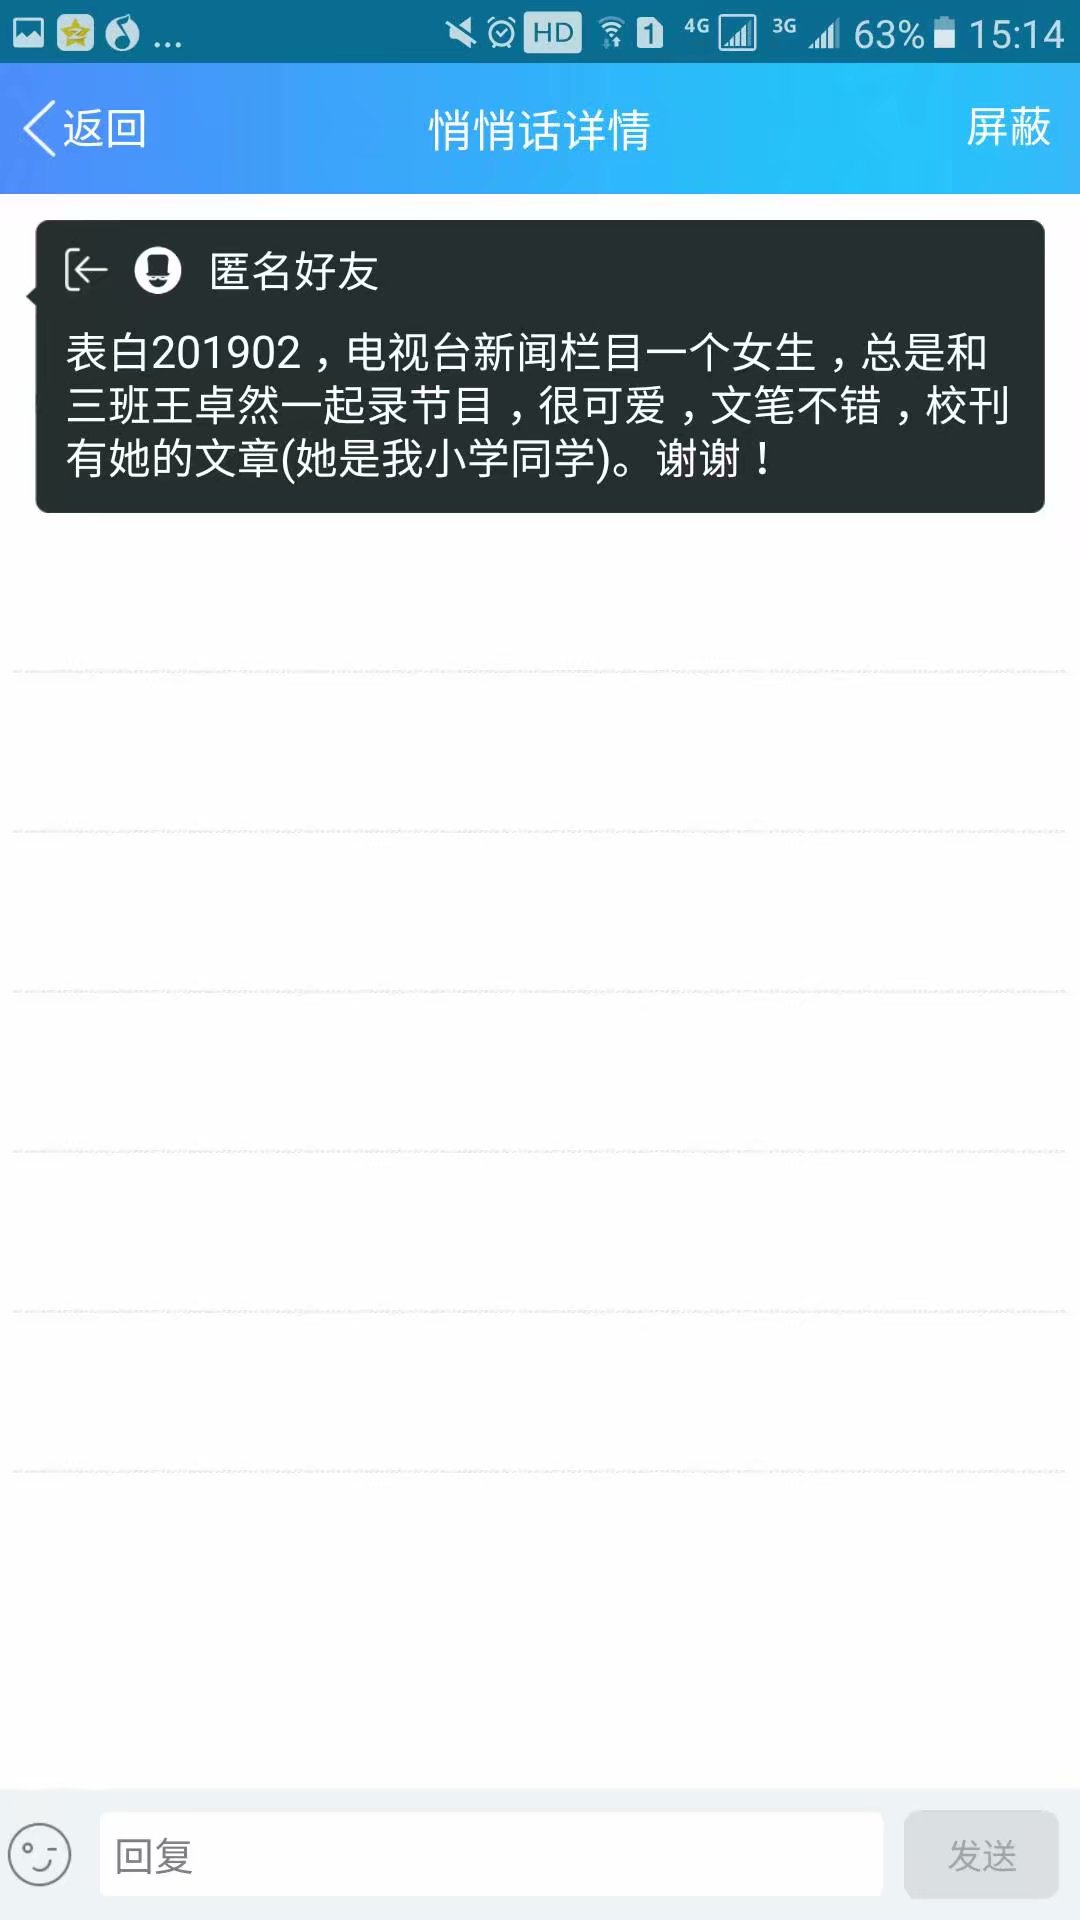 ... HD 1 4G 3G 63% 15:14
返回 悄悄话详情 屏蔽
匿名好友
表白201902，电视台新闻栏目一个女生，总是和
三班王卓然一起录节目，很可爱，文笔不错，校刊
有她的文章(她是我小学同学)。谢谢！
回复 发送